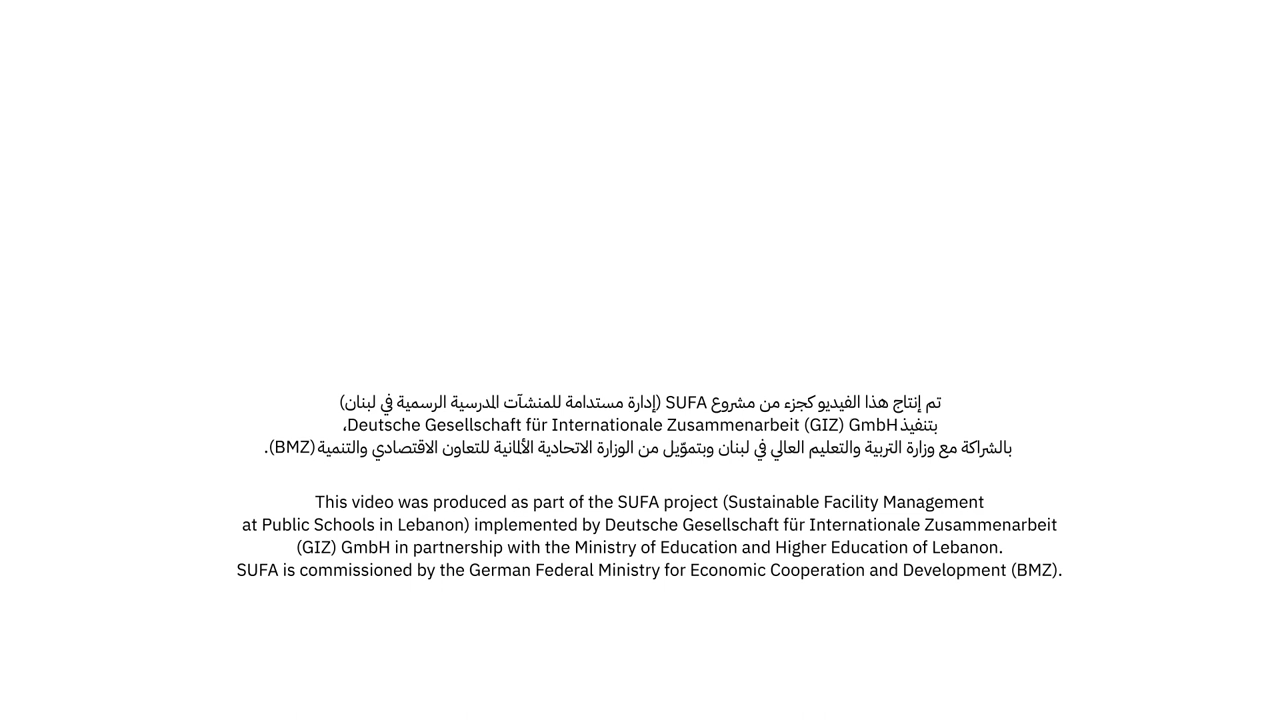 تم إنتاج هذا الفيديو كجزء من مشروع SUFA (إدارة مستدامة للمنشآت المدرسية الرسمية في لبنان)
بتنفيذ Deutsche Gesellschaft für Internationale Zusammenarbeit (GIZ) GmbH،
بالشراكة مع وزارة التربية والتعليم العالي في لبنان وبتموّيل من الوزارة الاتحادية الألمانية للتعاون الاقتصادي والتنمية (BMZ).
This video was produced as part of the SUFA project (Sustainable Facility Management
at Public Schools in Lebanon) implemented by Deutsche Gesellschaft für Internationale Zusammenarbeit
(GIZ) GmbH in partnership with the Ministry of Education and Higher Education of Lebanon.
SUFA is commissioned by the German Federal Ministry for Economic Cooperation and Development (BMZ).